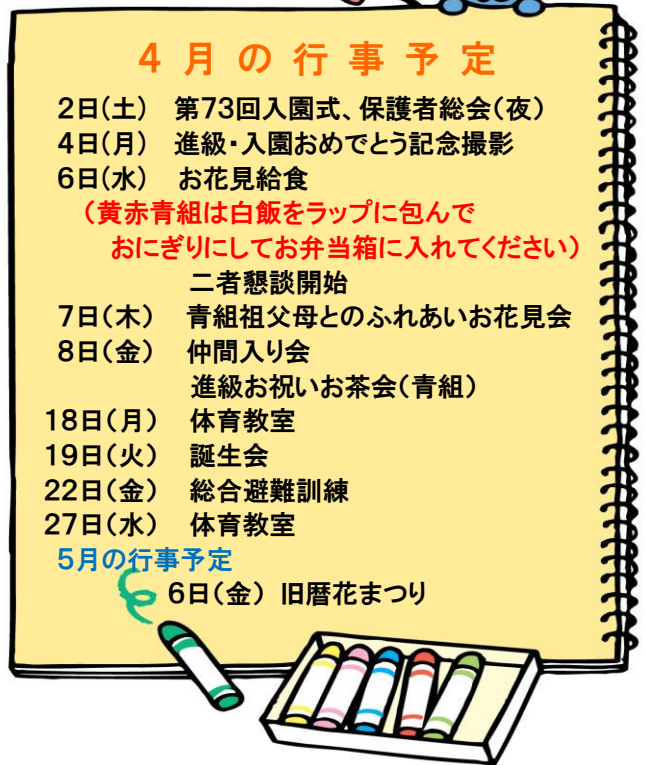 4月の行事予定
2日(土) 第73回入園式、保護者総会(夜)
4日(月) 進級・入園おめでとう記念撮影
6日(水) お花見給食
(黄赤青組は白飯をラップに包んで
おにぎりにしてお弁当箱に入れてください)
二者懇談開始
7日(木) 青組祖父母とのふれあいお花見会
8日(金) 仲間入り会
進級お祝いお茶会(青組)
18日(月) 体育教室
19日(火) 誕生会
22日(金) 総合避難訓練
27日(水) 体育教室
5月の行事予定
6日(金) 旧暦花まつり